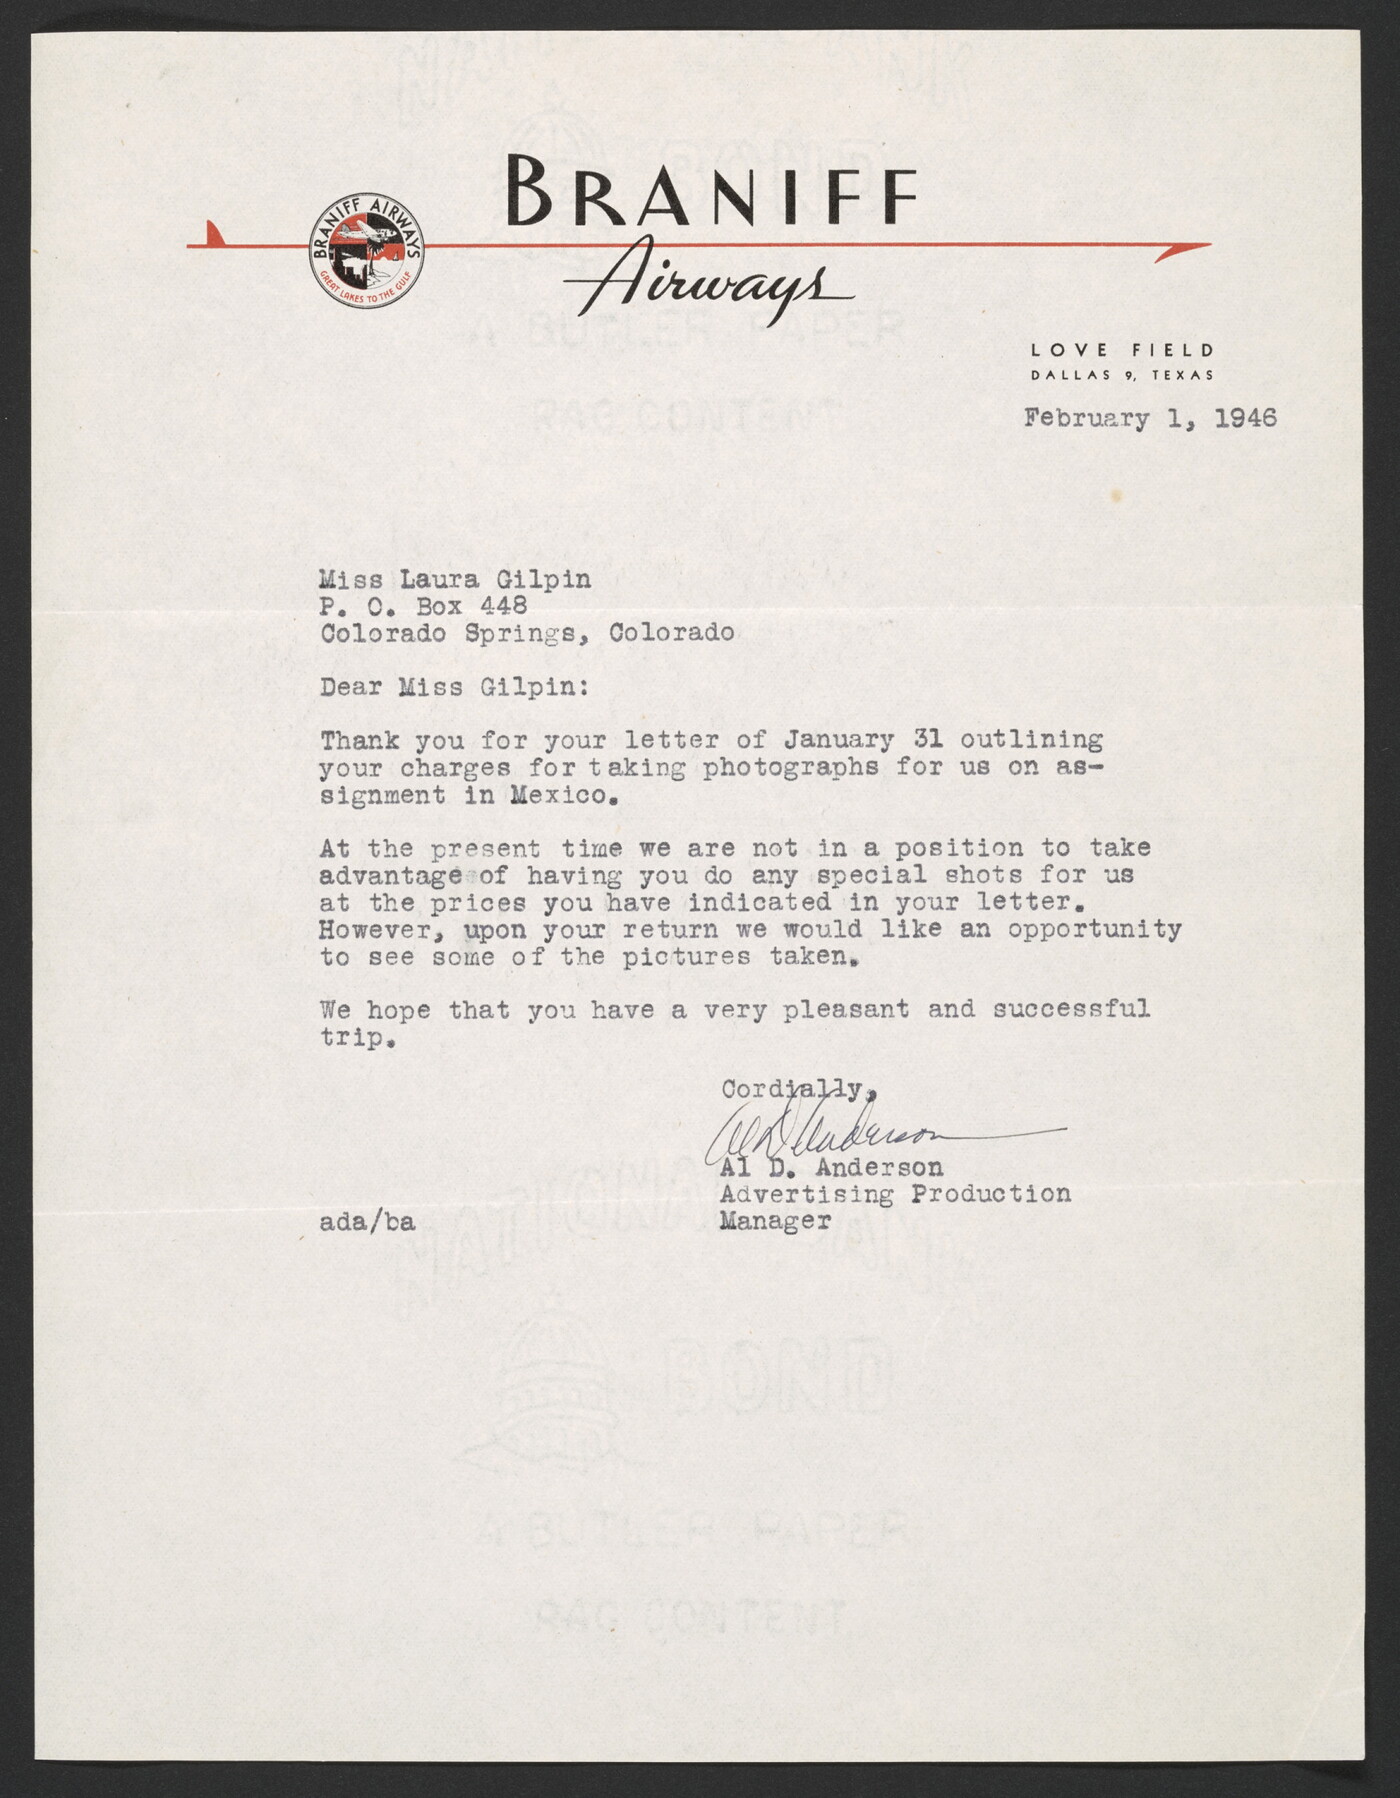 BRANIFF
Airways
BRANIFF AIRWAYS
GREAT LAKES TO THE GULF
LOVE FIELD
DALLAS 9, TEXAS
February 1, 1946
Miss Laura Gilpin
P. O. Box 448
Colorado Springs, Colorado
Dear Miss Gilpin:
Thank you for your letter of January 31 outlining
your charges for taking photographs for us on as-
signment in Mexico.
At the present time we are not in a position to take
advantage of having you do any special shots for us
at the prices you have indicated in your letter.
However, upon your return we would like an opportunity
to see some of the pictures taken.
We hope that you have a very pleasant and successful
trip.
Cordially,
Al D Anderson
Al D. Anderson
Advertising Production
ada/ba Manager
BOND
A BUTLER PAPER
RAG CONTENT